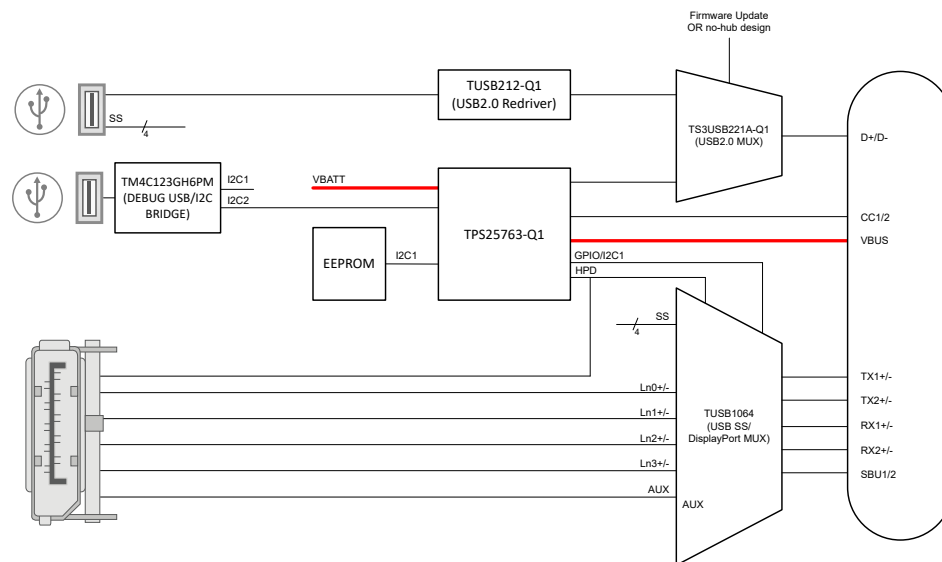 Firmware Update
OR no-hub design
TUSB212-Q1
(USB2.0 Redriver)
SS
4
TS3USB221A-Q1
(USB2.0 MUX)
D+/D-
TM4C123GH6PM
(DEBUG USB/I2C
BRIDGE)
I2C1
I2C2
VBATT
TPS25763-Q1
CC1/2
VBUS
EEPROM
I2C1
GPIO/I2C1
HPD
SS
4
Ln0+/-
Ln1+/-
Ln2+/-
Ln3+/-
AUX
AUX
TUSB1064
(USB SS/
DisplayPort MUX)
TX1+/-
TX2+/-
RX1+/-
RX2+/-
SBU1/2